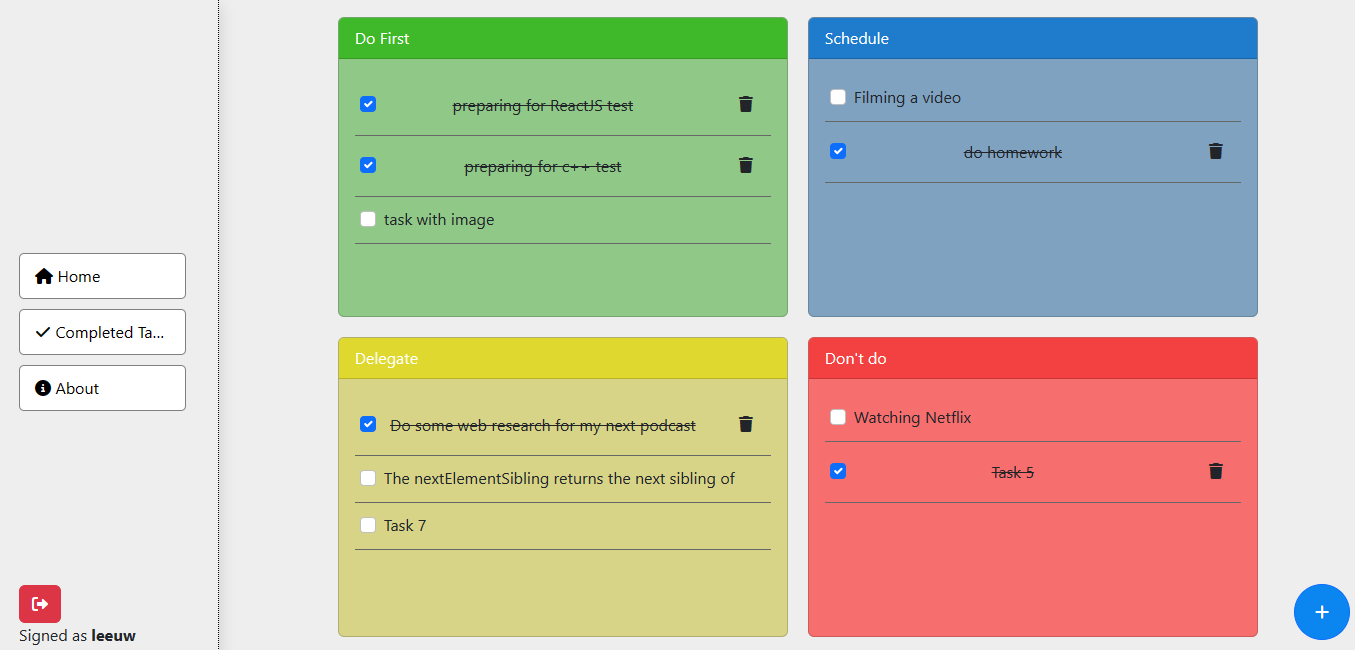 Home
Completed Ta...
About
Signed as leeuw
Do First
preparing for ReactJS test
preparing for c++ test
task with image
Schedule
Filming a video
do homework
Delegate
Do some web research for my next podcast
The nextElementSibling returns the next sibling of
Task 7
Don't do
Watching Netflix
Task 5
+